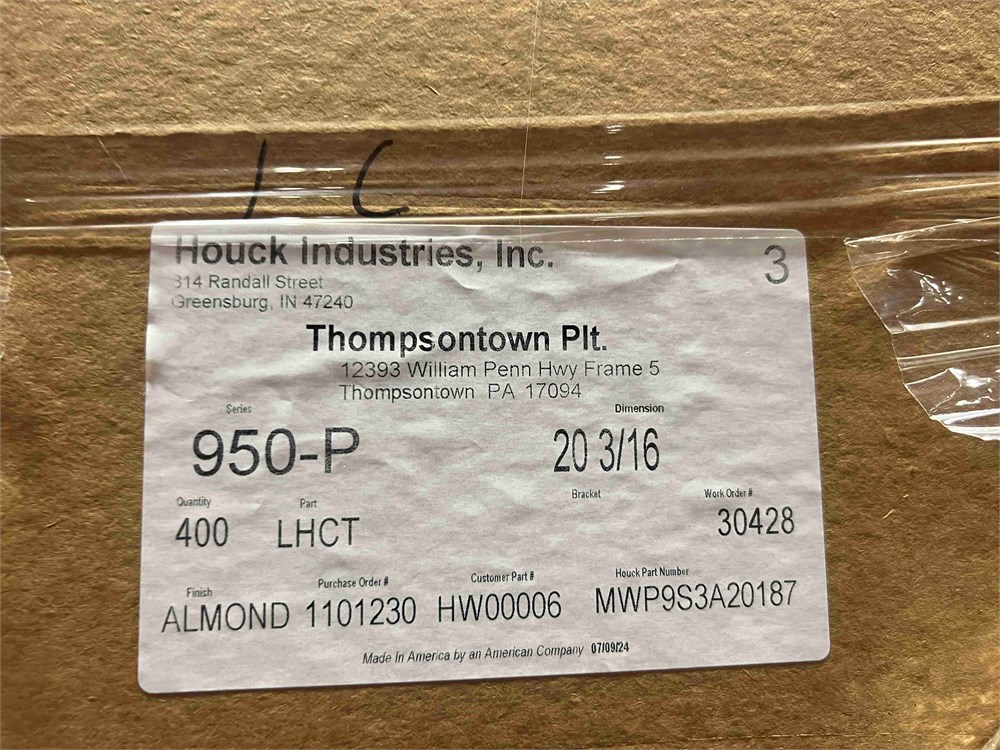 I C
Houck Industries, Inc.
3
314 Randall Street
Greensburg, IN 47240
Thompsontown Plt.
12393 William Penn Hwy Frame 5
Thompsontown PA 17094
Series Dimension
950-P 20 3/16
Quantity Part Bracket Work Order #
400 LHCT 30428
Finish Purchase Order # Customer Part # Houck Part Number
ALMOND 1101230 HW00006 MWP9S3A20187
Made In America by an American Company 07/09/24